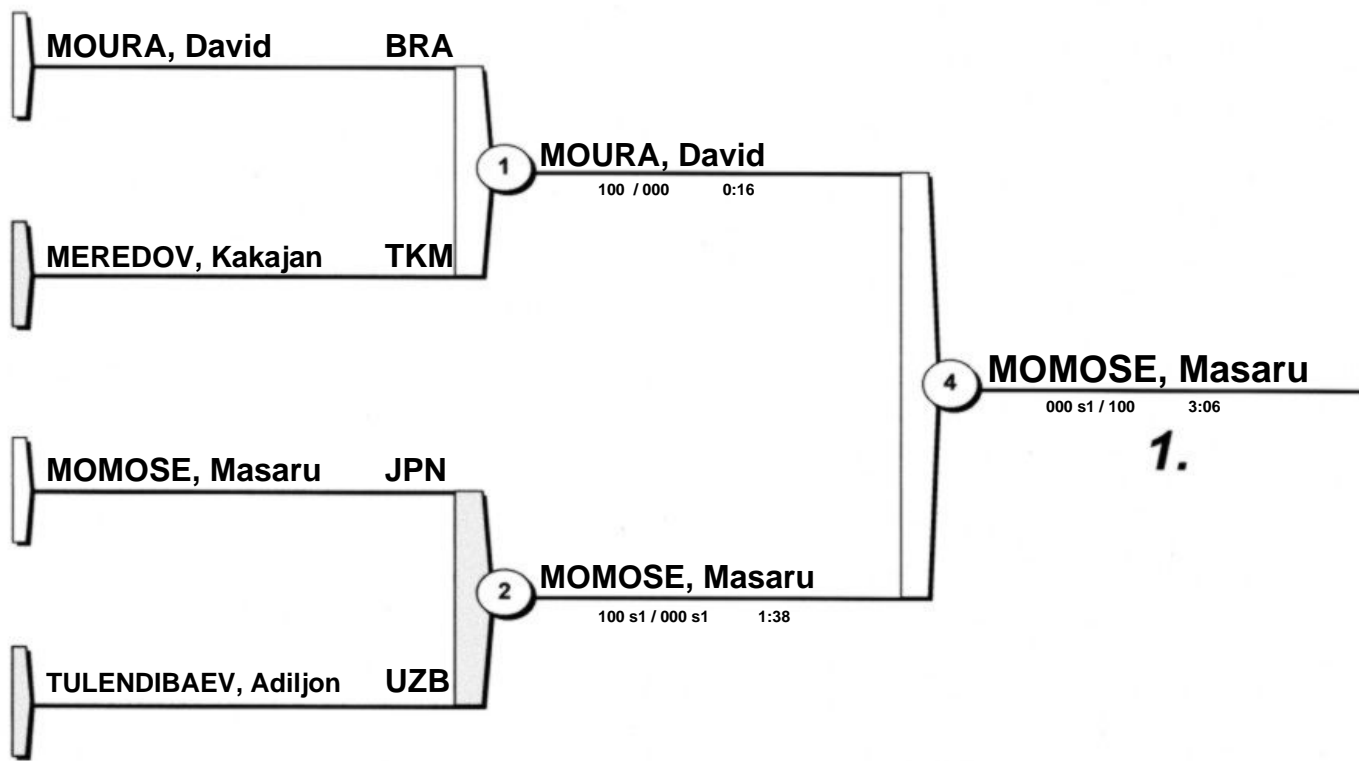 MOURA, David BRA
1 MOURA, David
100 / 000 0:16
MEREDOV, Kakajan TKM
4 MOMOSE, Masaru
000 s1 / 100 3:06
1.
MOMOSE, Masaru JPN
2 MOMOSE, Masaru
100 s1 / 000 s1 1:38
TULENDIBAEV, Adiljon UZB